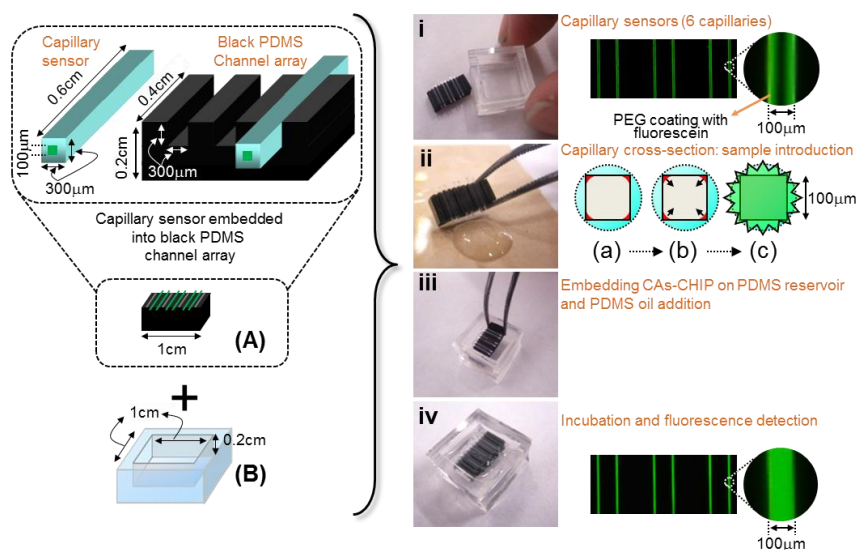 Capillary sensor
Black PDMS
Channel array
0.6cm
0.4cm
100μm
300μm
0.2cm
300μm
Capillary sensor embedded
into black PDMS
channel array
1cm
(A)
+
1cm
0.2cm
(B)
i
Capillary sensors (6 capillaries)
PEG coating with
fluorescein
100μm
ii
Capillary cross-section: sample introduction
100μm
(a)
(b)
(c)
iii
Embedding CAs-CHIP on PDMS reservoir
and PDMS oil addition
iv
Incubation and fluorescence detection
100μm